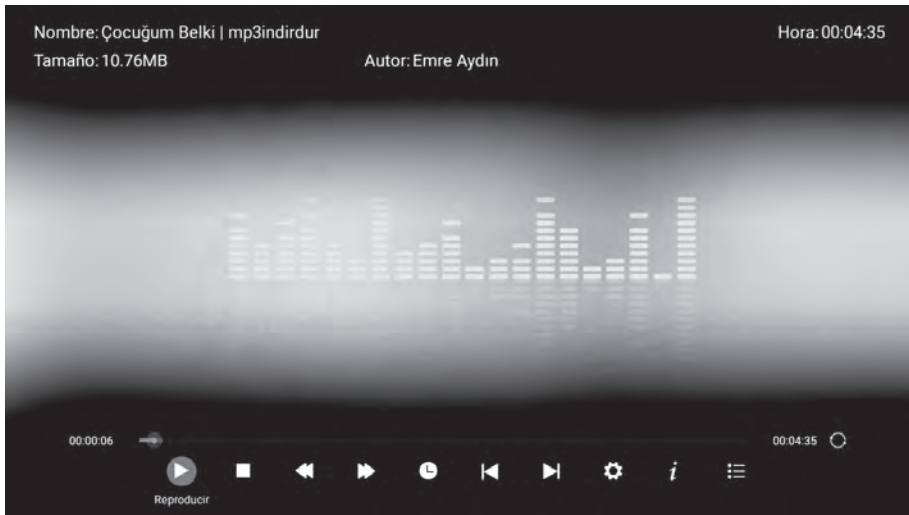 Nombre: Çocuğum Belki | mp3indirdur Hora: 00:04:35
Tamaño: 10.76MB Autor: Emre Aydın
00:00:06 00:04:35
Reproducir